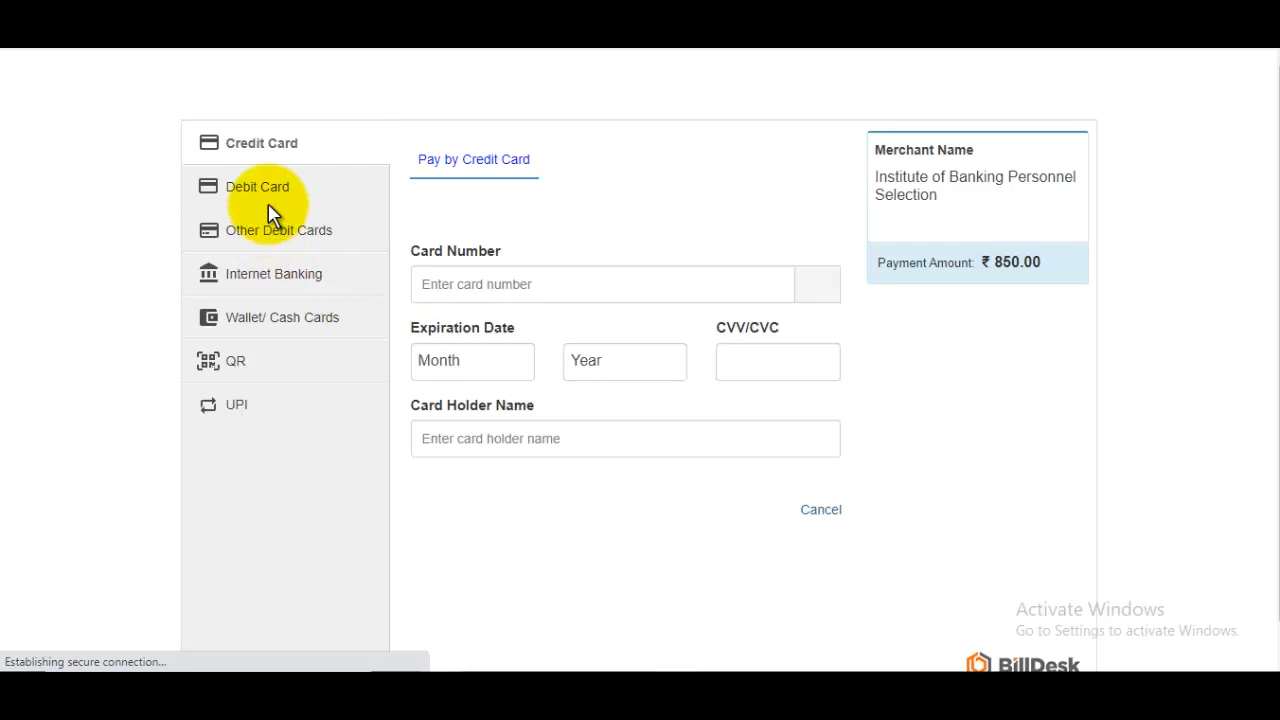 Credit Card
Debit Card
Other Debit Cards
Internet Banking
Wallet/ Cash Cards
QR
UPI
Pay by Credit Card
Card Number
Enter card number
Expiration Date
CVV/CVC
Month
Year
Card Holder Name
Enter card holder name
Cancel
Merchant Name
Institute of Banking Personnel
Selection
Payment Amount: ₹ 850.00
Activate Windows
Go to Settings to activate Windows.
Establishing secure connection...
BillDesk